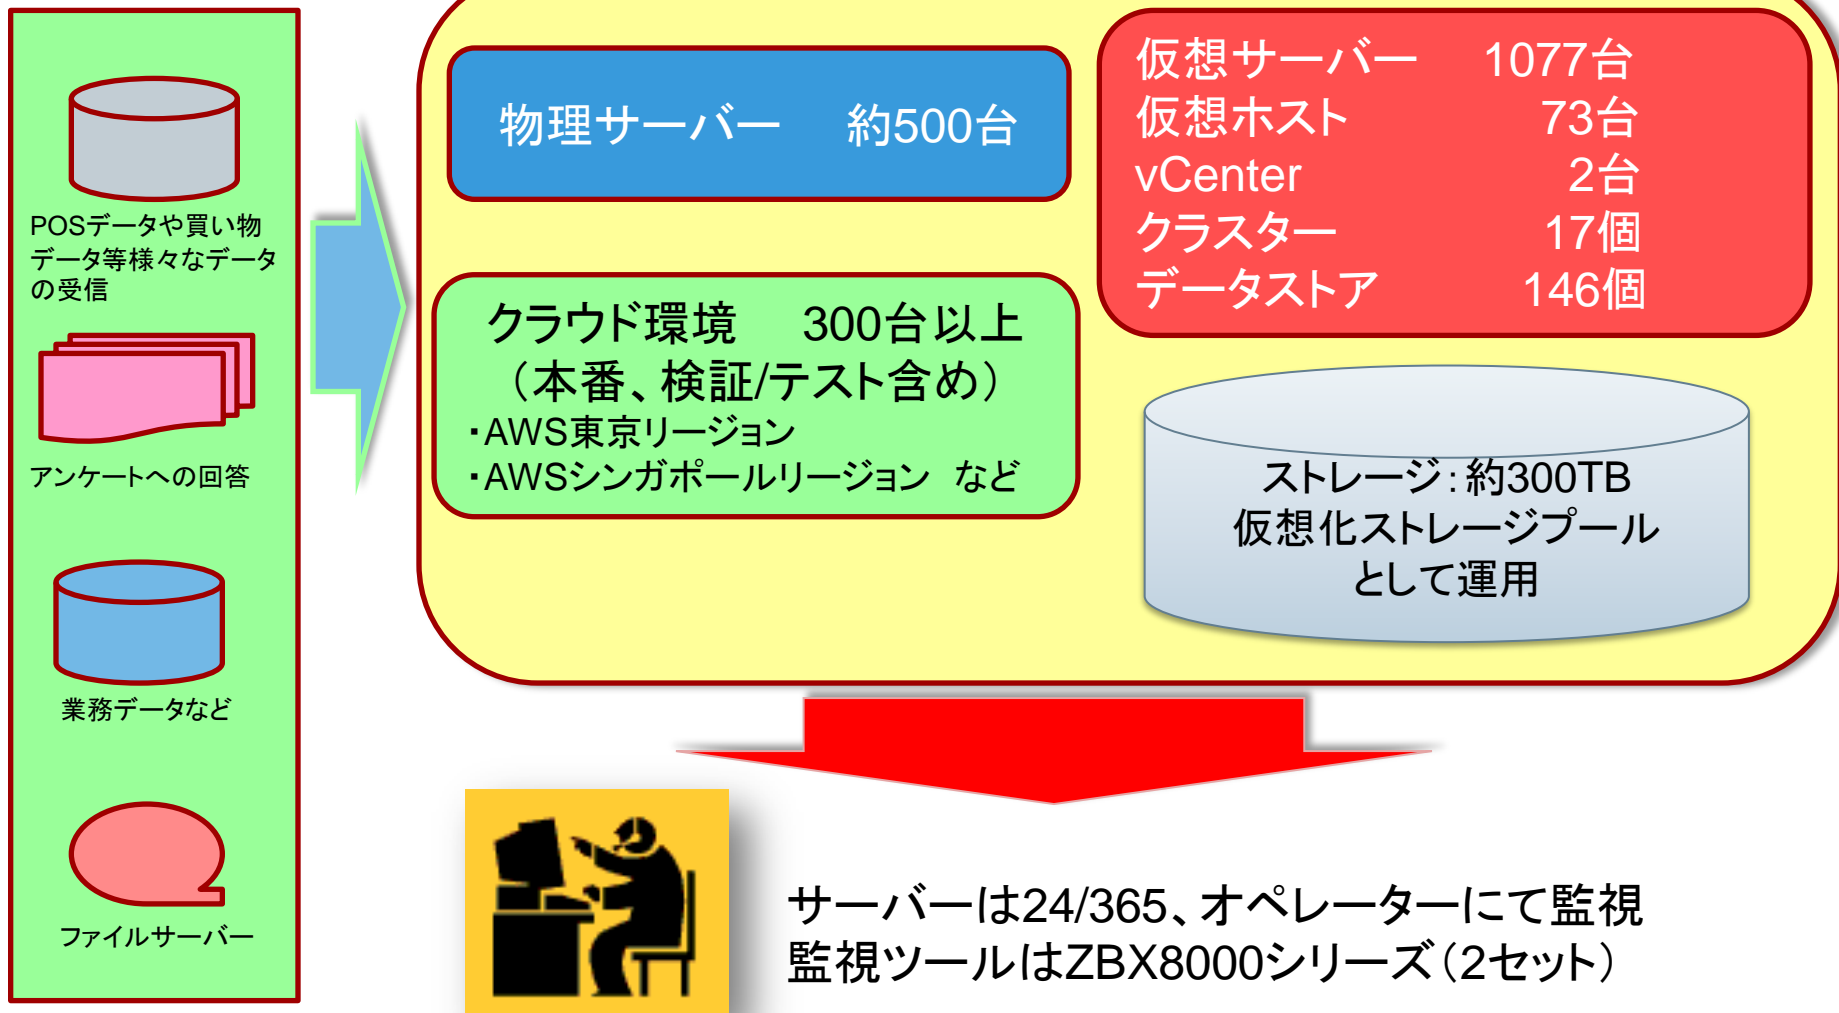 POSデータや買い物
データ等様々なデータ
の受信
アンケートへの回答
業務データなど
ファイルサーバー
物理サーバー 約500台
クラウド環境 300台以上
（本番、検証/テスト含め）
・AWS東京リージョン
・AWSシンガポールリージョン など
仮想サーバー 1077台
仮想ホスト 73台
vCenter 2台
クラスター 17個
データストア 146個
ストレージ：約300TB
仮想化ストレージプール
として運用
サーバーは24/365、オペレーターにて監視
監視ツールはZBX8000シリーズ（2セット）